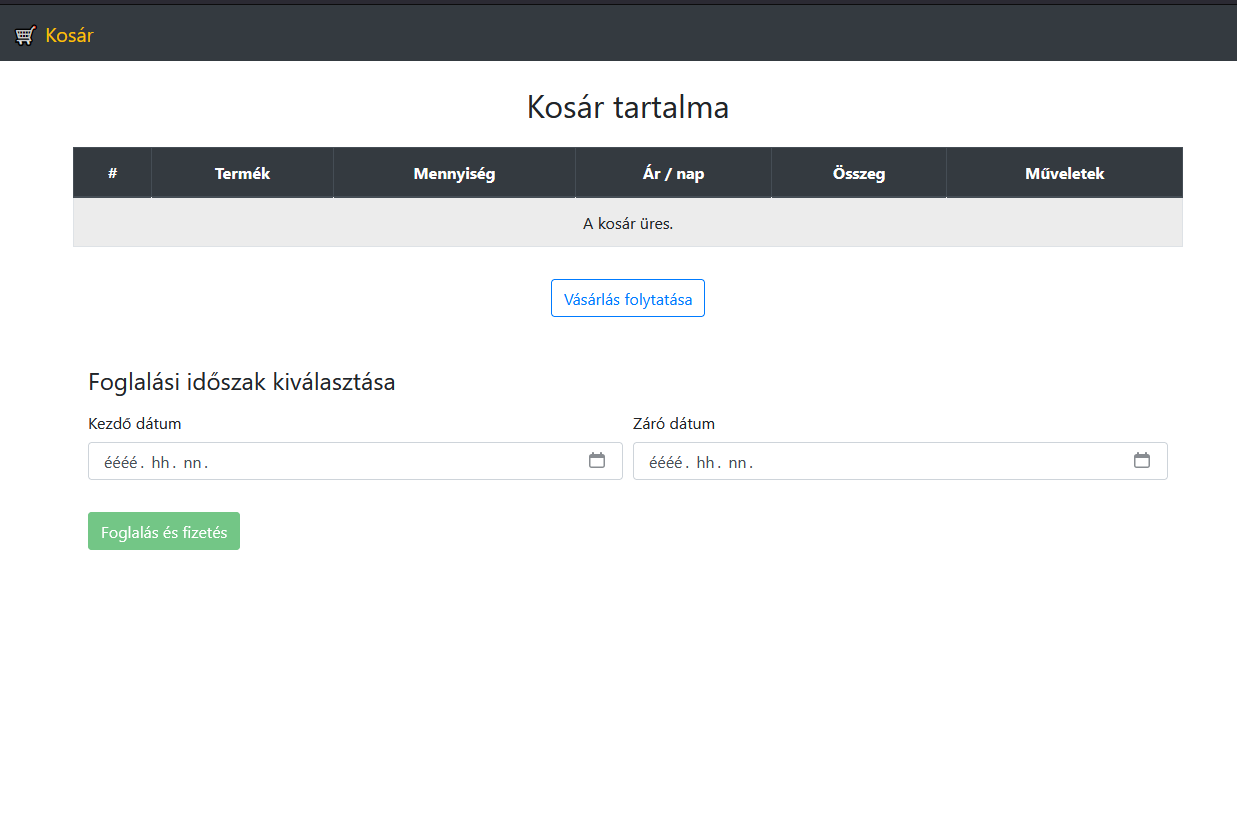 Kosár
Kosár tartalma
# Termék Mennyiség Ár / nap Összeg Műveletek
A kosár üres.
Vásárlás folytatása
Foglalási időszak kiválasztása
Kezdő dátum Záró dátum
éééé. hh. nn. éééé. hh. nn.
Foglalás és fizetés